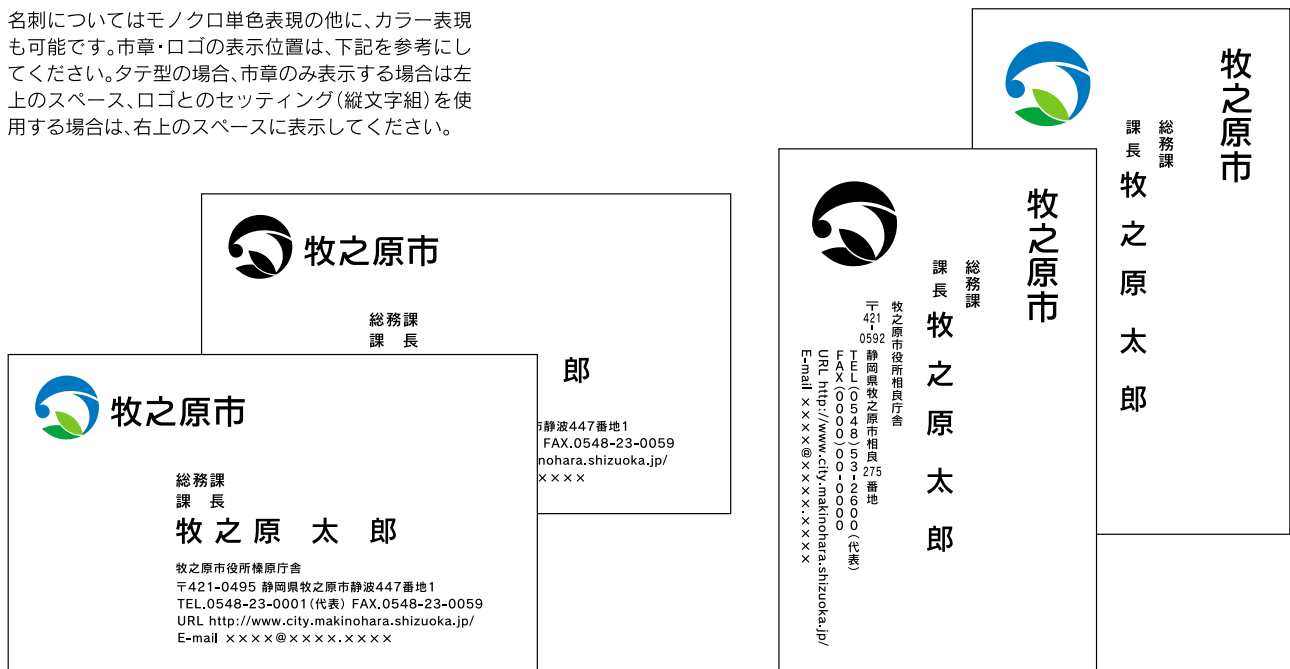 名刺についてはモノクロ単色表現の他に、カラー表現
も可能です。市章・ロゴの表示位置は、下記を参考にし
てください。タテ型の場合、市章のみ表示する場合は左
上のスペース、ロゴとのセッティング(縦文字組)を使
用する場合は、右上のスペースに表示してください。
牧之原市
総務課
課 長
郎
市静波447番地1
FAX.0548-23-0059
nohara.shizuoka.jp/
××××
牧之原市
総務課
課 長
牧之原 太 郎
牧之原市役所榛原庁舎
〒421-0495 静岡県牧之原市静波447番地1
TEL.0548-23-0001(代表) FAX.0548-23-0059
URL http://www.city.makinohara.shizuoka.jp/
E-mail ××××@××××.××××
牧之原市
総務課
課長 牧之原太郎
牧之原市
総務課
課長 牧之原太郎
牧之原市役所相良庁舎
〒421-0592 静岡県牧之原市相良275番地
TEL(0548)53-2600(代表)
FAX(0000)00-0000
URL http://www.city.makinohara.shizuoka.jp/
E-mail ××××@××××.××××